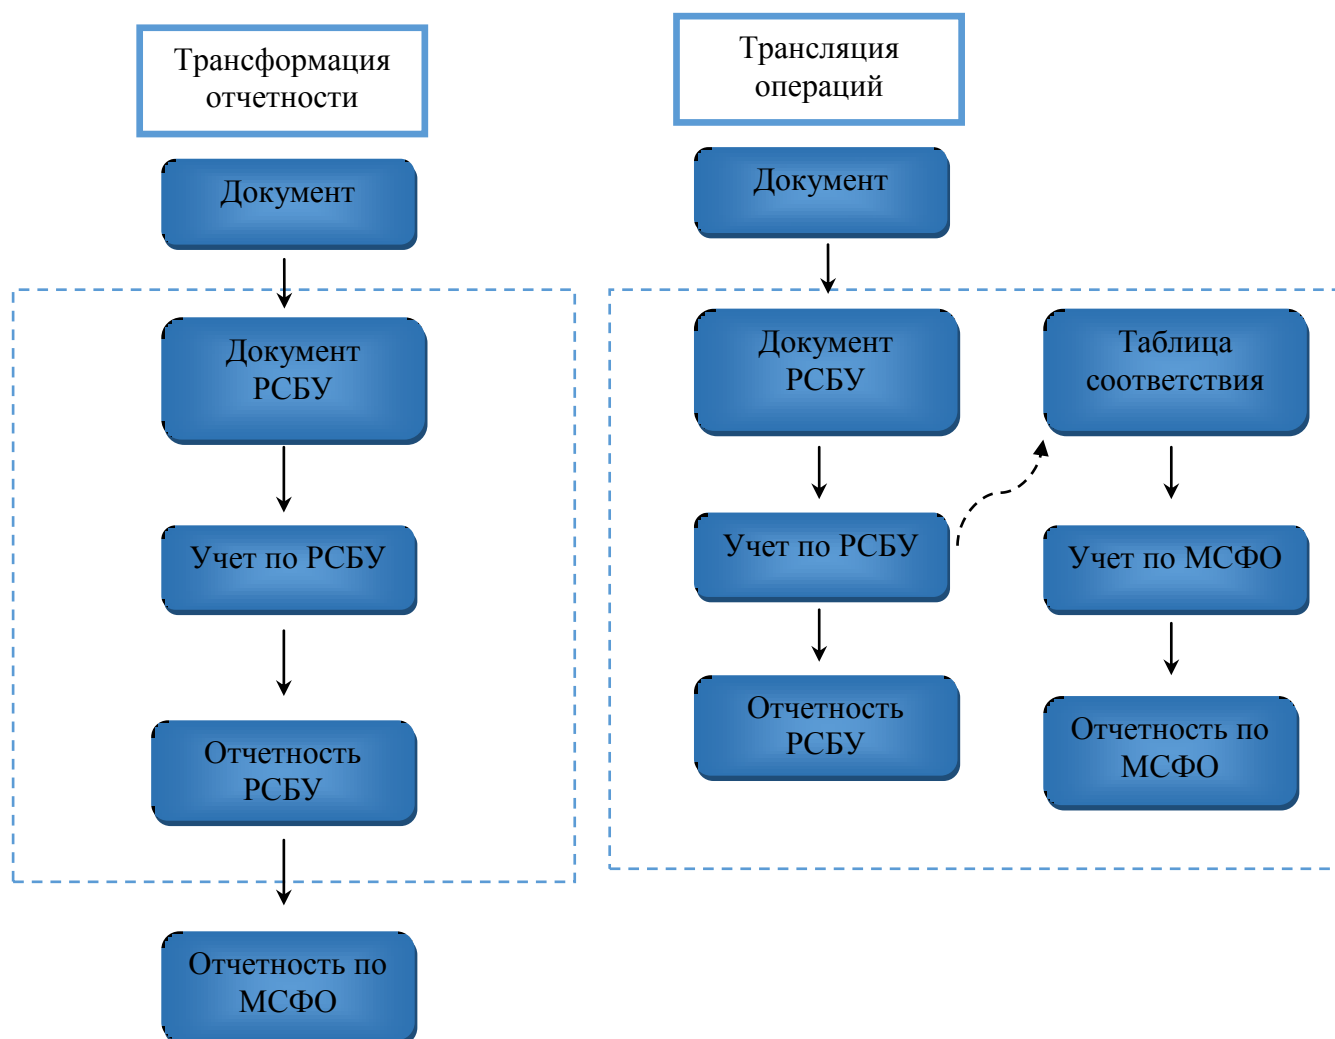 Трансформация
отчетности
Документ
Документ
РСБУ
Учет по РСБУ
Отчетность
РСБУ
Отчетность по
МСФО
Трансляция
операций
Документ
Документ
РСБУ
Учет по РСБУ
Отчетность
РСБУ
Таблица
соответствия
Учет по МСФО
Отчетность по
МСФО